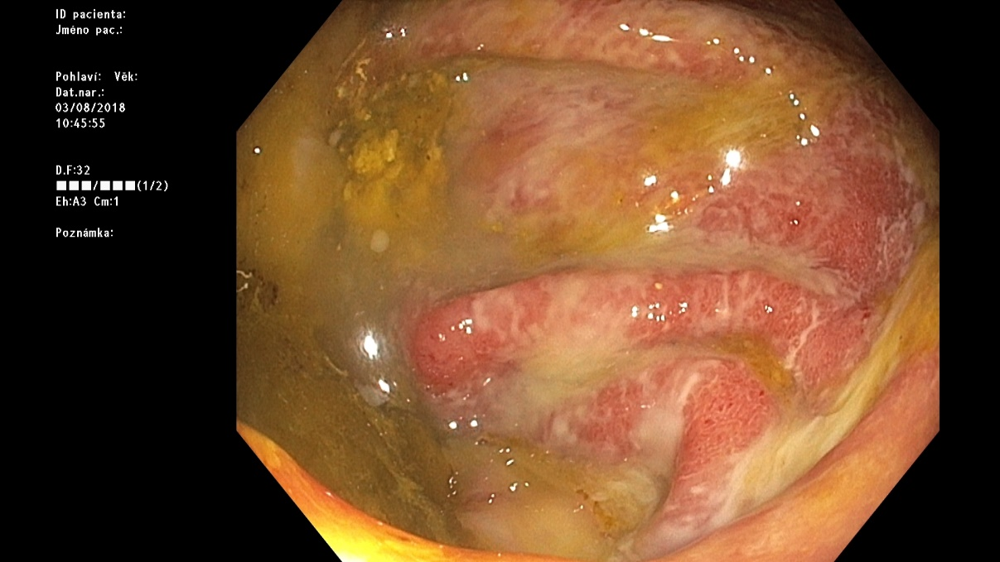 ID pacienta:
Jméno pac.:
Pohlaví: Věk:
Dat.nar.:
03/08/2018
10:45:55
D.F:32
■■■/■■■(1/2)
Eh:A3 Cm:1
Poznámka: